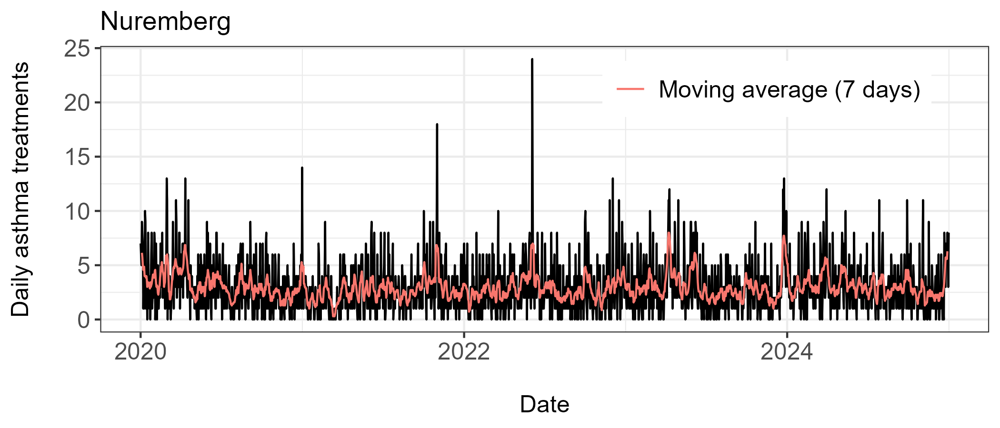 Nuremberg
Daily asthma treatments
25
20
15
10
5
0
Moving average (7 days)
2020
2022
2024
Date